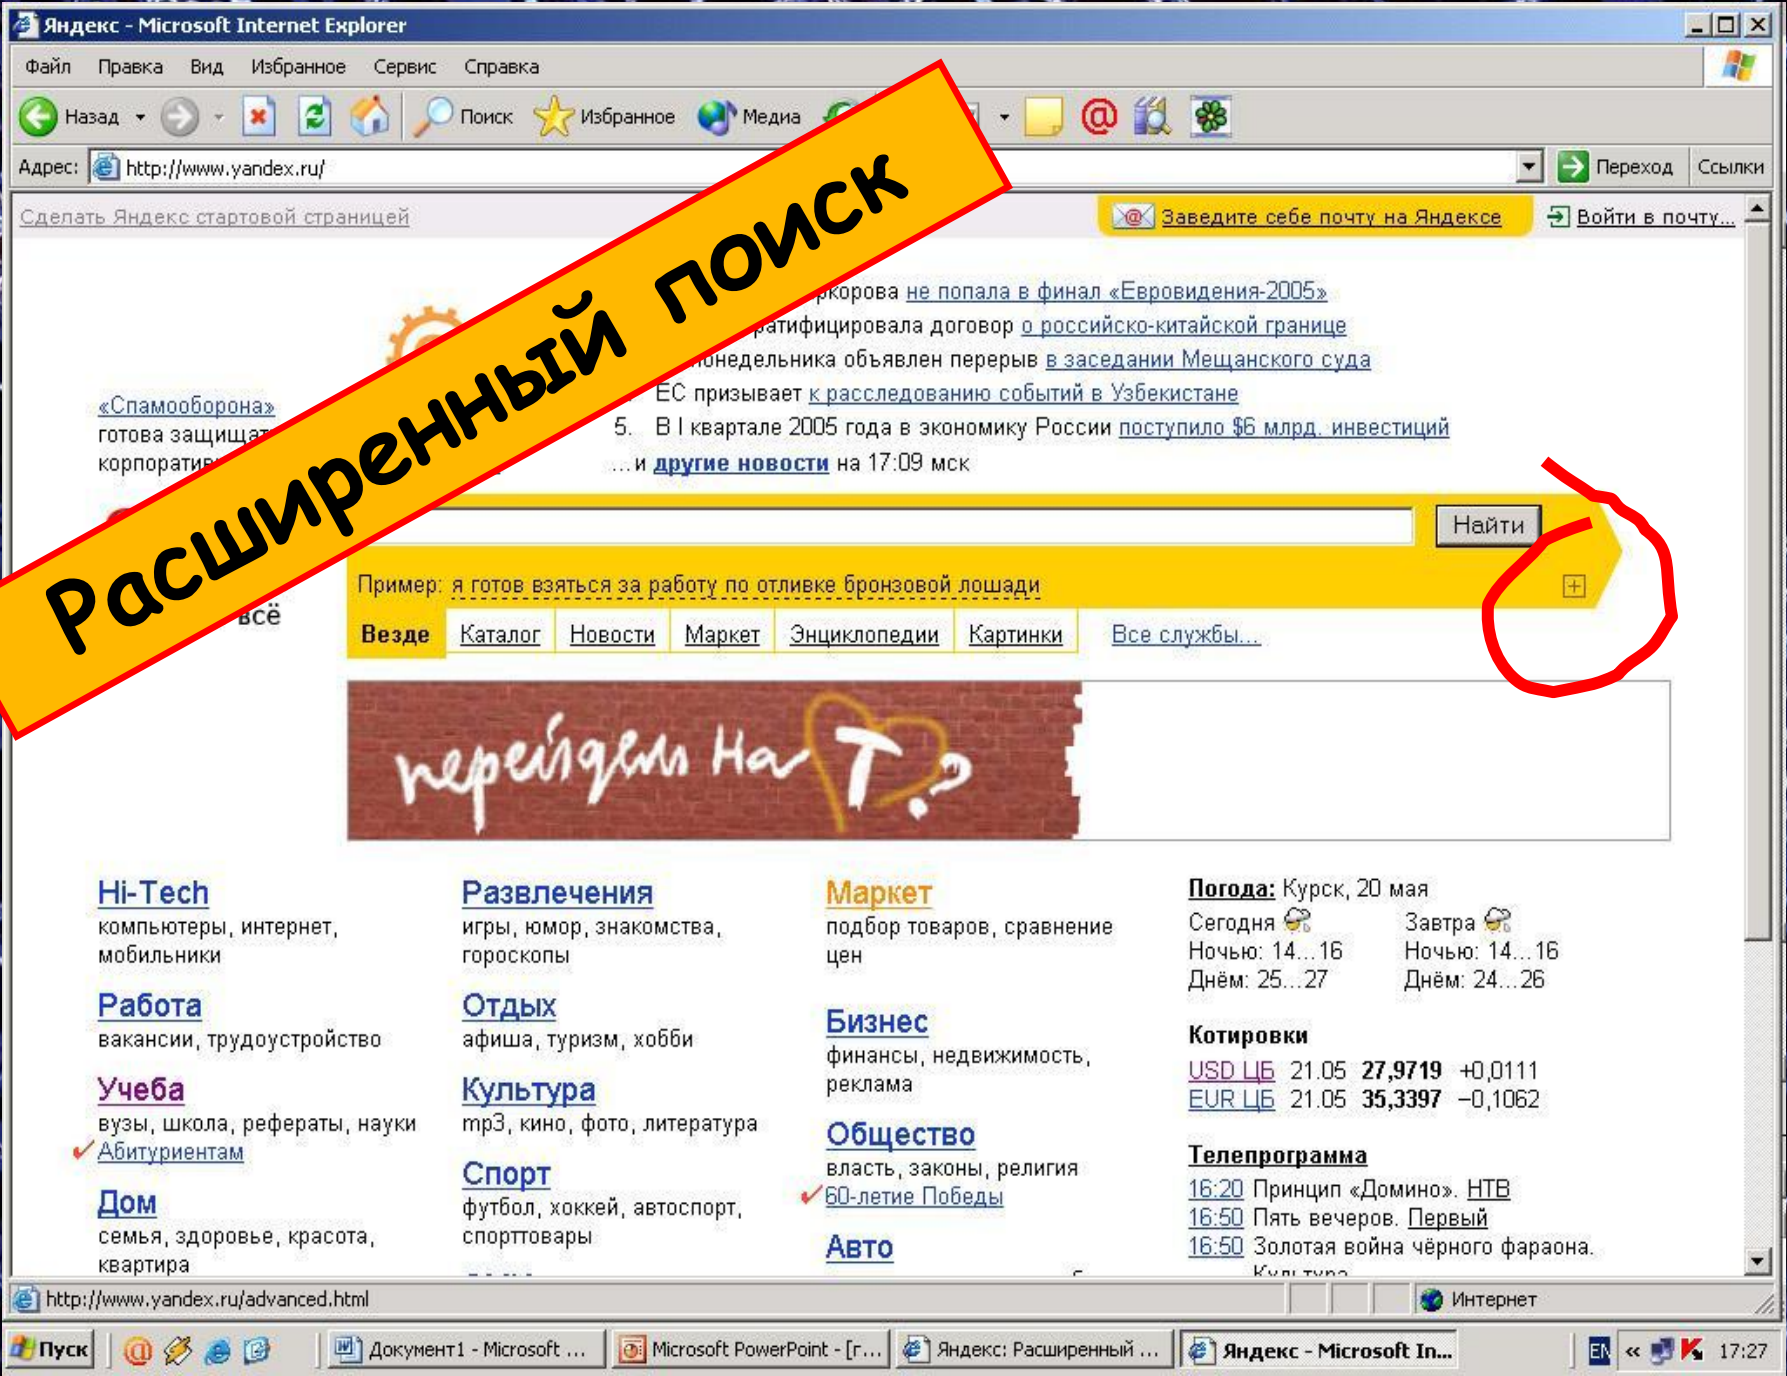 Яндекс - Microsoft Internet Explorer
Файл Правка Вид Избранное Сервис Справка
Назад Поиск Избранное Медиа
Адрес: http://www.yandex.ru/ Переход Ссылки
Сделать Яндекс стартовой страницей Заведите себе почту на Яндексе Войти в почту...
Расширенный поиск
не попала в финал «Евровидения-2005»
договор о российско-китайской границе
объявлен перерыв в заседании Мещанского суда
ЕС призывает к расследованию событий в Узбекистане
5. В I квартале 2005 года в экономику России поступило $6 млрд. инвестиций
...и другие новости на 17:09 мск
«Спамооборона»
готова
Найти
Пример: я готов взяться за работу по отливке бронзовой лошади
всё
Везде Каталог Новости Маркет Энциклопедии Картинки Все службы...
перейдем на Т?
Hi-Tech
компьютеры, интернет,
мобильники
Работа
вакансии, трудоустройство
Учеба
вузы, школа, рефераты, науки
Абитуриентам
Дом
семья, здоровье, красота,
квартира
Развлечения
игры, юмор, знакомства,
гороскопы
Отдых
афиша, туризм, хобби
Культура
mp3, кино, фото, литература
Спорт
футбол, хоккей, автоспорт,
спорттовары
Маркет
подбор товаров, сравнение
цен
Бизнес
финансы, недвижимость,
реклама
Общество
власть, законы, религия
60-летие Победы
Авто
Погода: Курск, 20 мая
Сегодня Завтра
Ночью: 14...16 Ночью: 14...16
Днём: 25...27 Днём: 24...26
Котировки
USD ЦБ 21.05 27,9719 +0,0111
EUR ЦБ 21.05 35,3397 −0,1062
Телепрограмма
16:20 Принцип «Домино». НТВ
16:50 Пять вечеров. Первый
16:50 Золотая война чёрного фараона.
Культура
http://www.yandex.ru/advanced.html Интернет
Пуск Документ1 - Microsoft ... Microsoft PowerPoint - [г... Яндекс: Расширенный ... Яндекс - Microsoft In... EN « 17:27